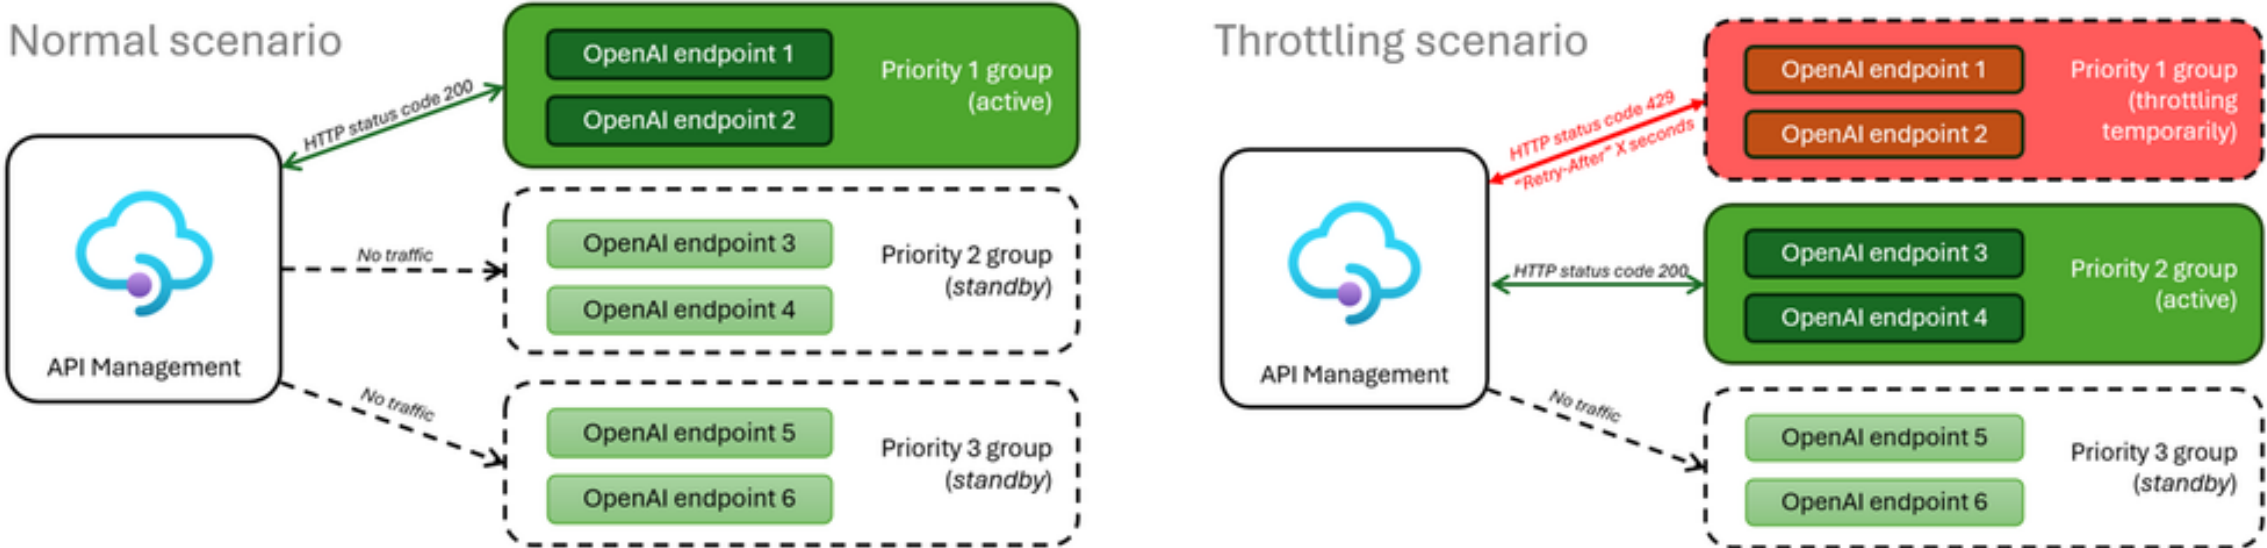 Normal scenario
HTTP status code 200
OpenAI endpoint 1
OpenAI endpoint 2
Priority 1 group
(active)
API Management
No traffic
OpenAI endpoint 3
OpenAI endpoint 4
Priority 2 group
(standby)
No traffic
OpenAI endpoint 5
OpenAI endpoint 6
Priority 3 group
(standby)
Throttling scenario
HTTP status code 429
"Retry-After" X seconds
OpenAI endpoint 1
OpenAI endpoint 2
Priority 1 group
(throttling
temporarily)
API Management
HTTP status code 200
OpenAI endpoint 3
OpenAI endpoint 4
Priority 2 group
(active)
No traffic
OpenAI endpoint 5
OpenAI endpoint 6
Priority 3 group
(standby)